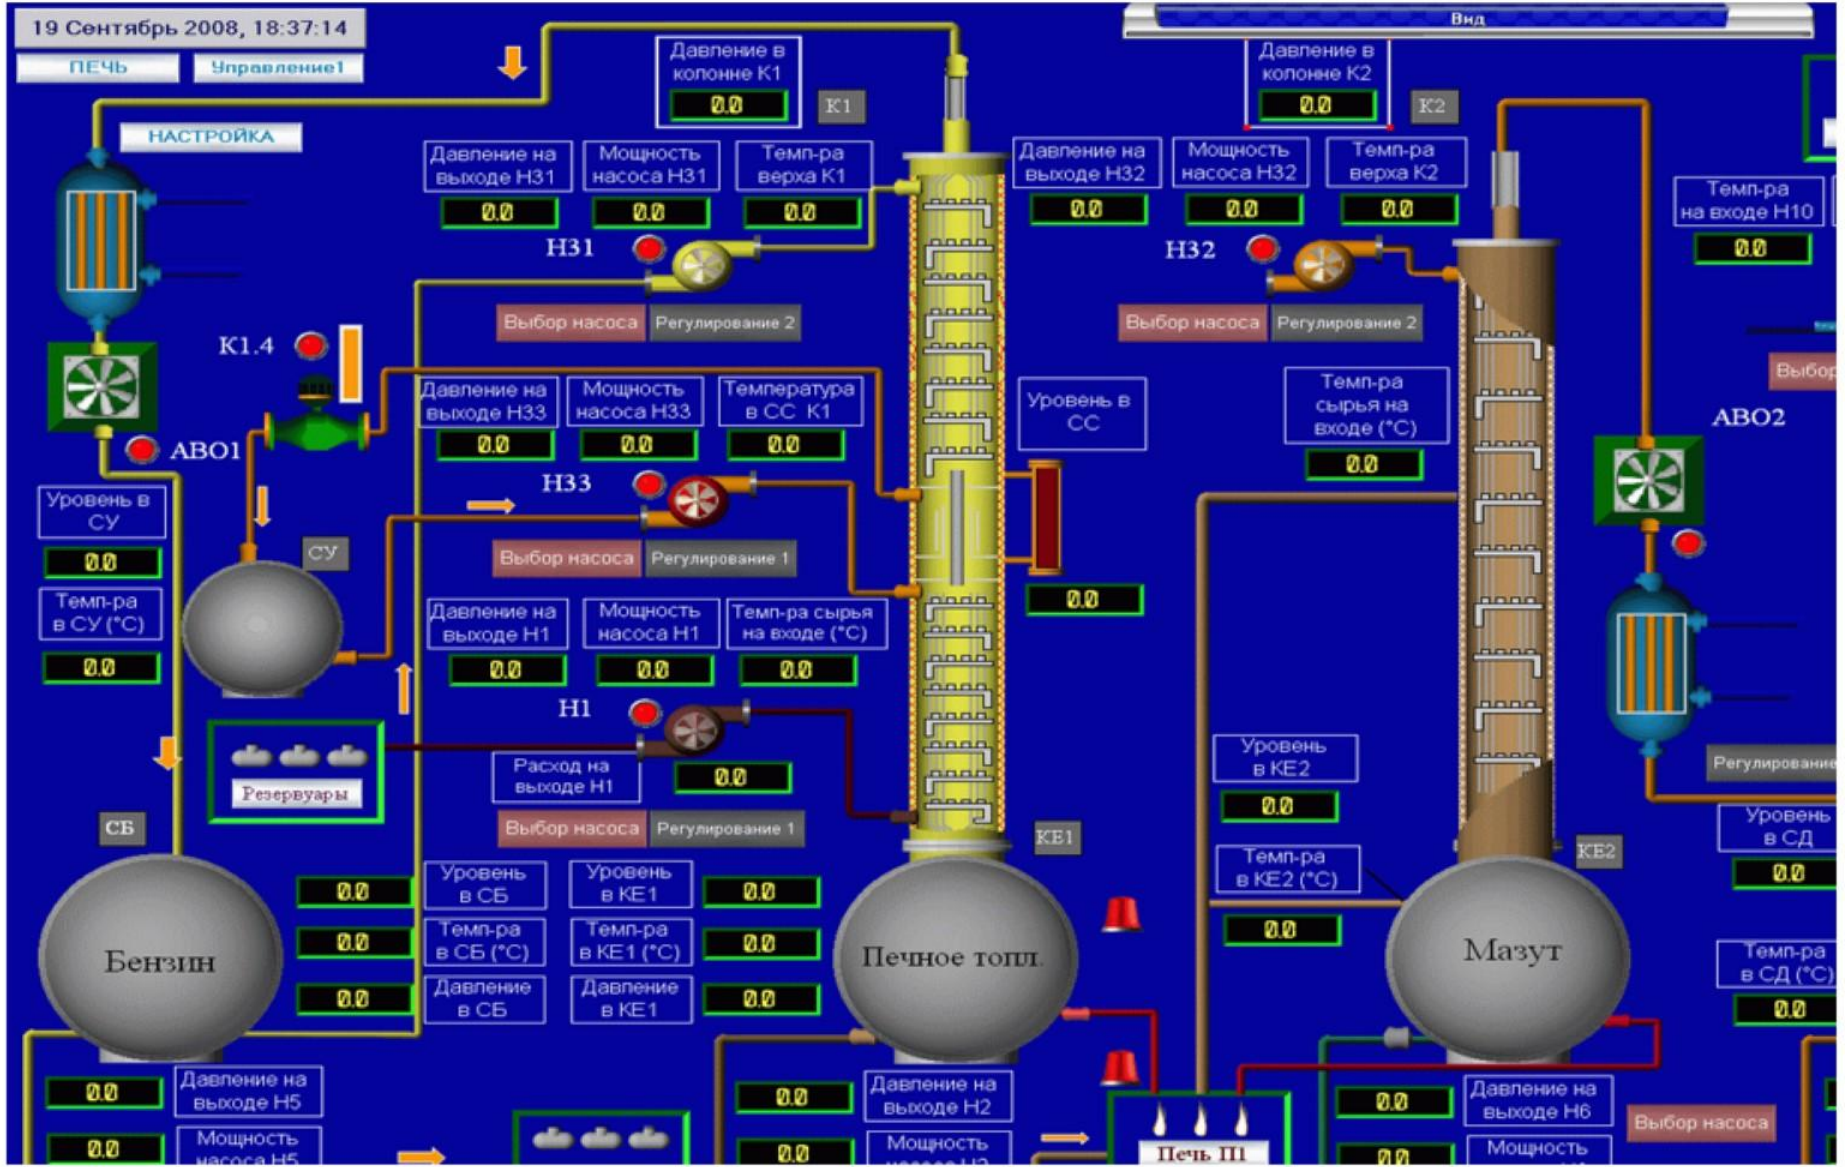 19 Сентябрь 2008, 18:37:14
Вид
ПЕЧЬ
Управление1
НАСТРОЙКА
Давление в
колонне К1
0.0
К1
Давление в
колонне К2
0.0
К2
Давление на
выходе Н31
0.0
Мощность
насоса Н31
0.0
Темп-ра
верха К1
0.0
Давление на
выходе Н32
0.0
Мощность
насоса Н32
0.0
Темп-ра
верха К2
0.0
Темп-ра
на входе Н10
0.0
Н31
Выбор насоса
Регулирование 2
Н32
Выбор насоса
Регулирование 2
К1.4
АВО1
Давление на
выходе Н33
0.0
Мощность
насоса Н33
0.0
Температура
в СС К1
0.0
Уровень в
СС
0.0
Темп-ра
сырья на
входе (°С)
0.0
Выбор
АВО2
Н33
Выбор насоса
Регулирование 1
Уровень в
СУ
0.0
Темп-ра
в СУ (°С)
0.0
СУ
Давление на
выходе Н1
0.0
Мощность
насоса Н1
0.0
Темп-ра сырья
на входе (°С)
0.0
Н1
Резервуары
Расход на
выходе Н1
0.0
Выбор насоса
Регулирование 1
Уровень
в КЕ2
0.0
Темп-ра
в КЕ2 (°С)
0.0
Регулирование
Уровень
в СД
0.0
Темп-ра
в СД (°С)
0.0
СБ
КЕ1
КЕ2
Бензин
0.0
Уровень
в СБ
0.0
Темп-ра
в СБ (°С)
0.0
Давление
в СБ
Уровень
в КЕ1
0.0
Темп-ра
в КЕ1 (°С)
0.0
Давление
в КЕ1
0.0
Печное топл.
Мазут
0.0
Давление на
выходе Н5
0.0
Мощность
насоса Н5
0.0
Давление на
выходе Н2
0.0
Мощность
Печь П1
0.0
Давление на
выходе Н6
0.0
Мощность
Выбор насоса